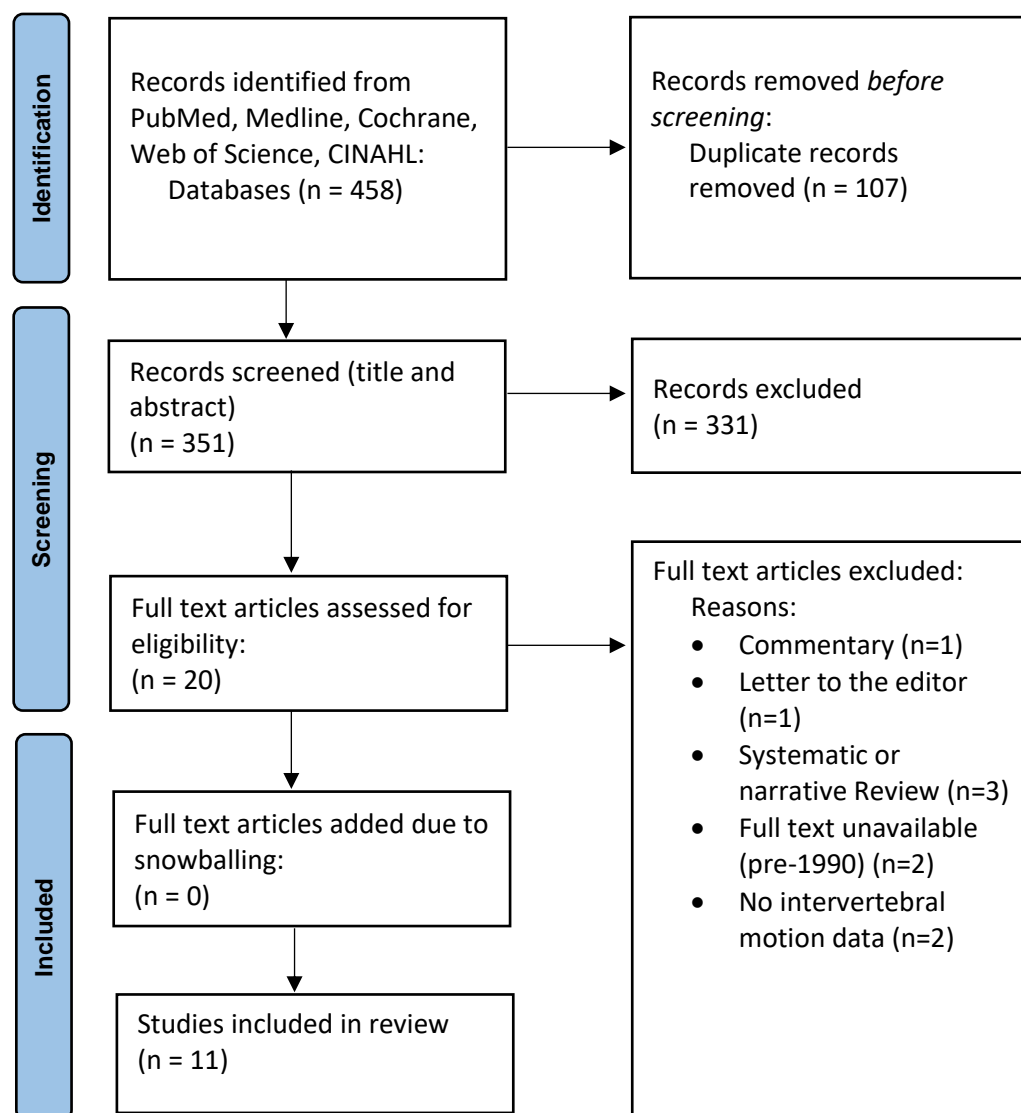 Identification
Records identified from
PubMed, Medline, Cochrane,
Web of Science, CINAHL:
Databases (n = 458)
Records removed before
screening:
Duplicate records
removed (n = 107)
Screening
Records screened (title and
abstract)
(n = 351)
Records excluded
(n = 331)
Full text articles assessed for
eligibility:
(n = 20)
Full text articles excluded:
Reasons:
• Commentary (n=1)
• Letter to the editor
(n=1)
• Systematic or
narrative Review (n=3)
• Full text unavailable
(pre-1990) (n=2)
• No intervertebral
motion data (n=2)
Included
Full text articles added due to
snowballing:
(n = 0)
Studies included in review
(n = 11)